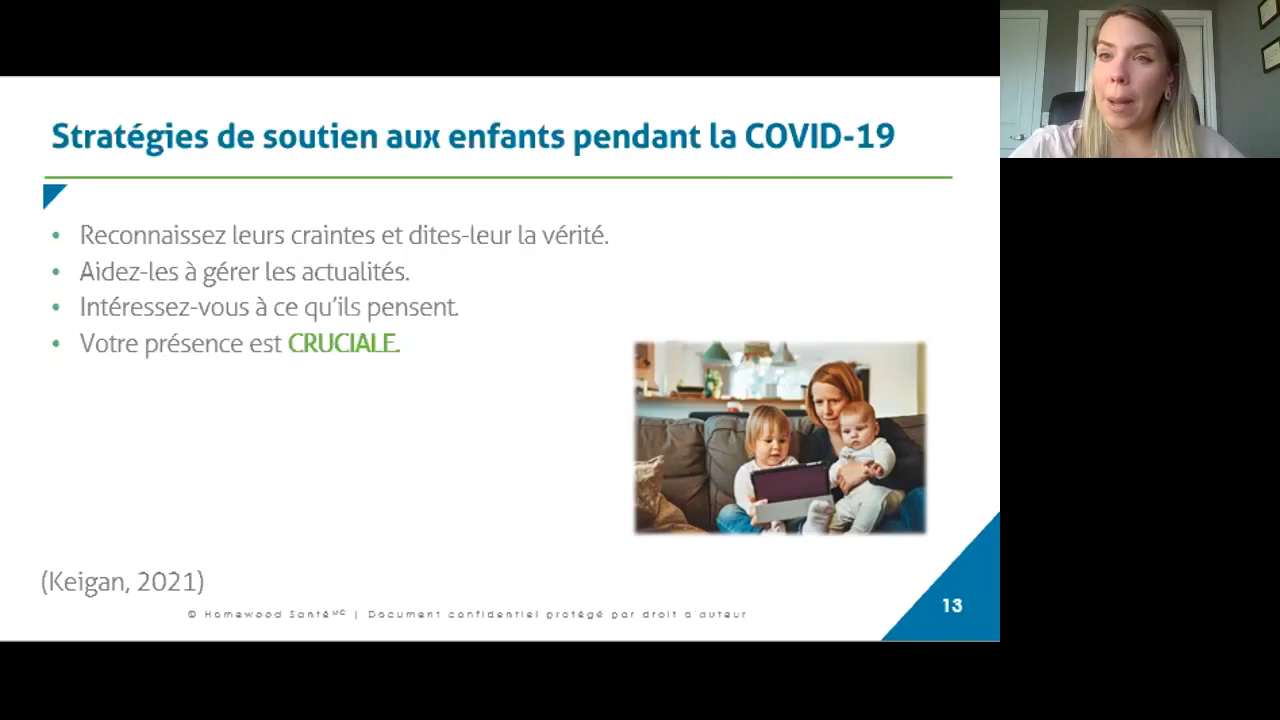 Stratégies de soutien aux enfants pendant la COVID-19
• Reconnaissez leurs craintes et dites-leur la vérité.
• Aidez-les à gérer les actualités.
• Intéressez-vous à ce qu'ils pensent.
• Votre présence est CRUCIALE.
(Keigan, 2021)
© Homewood Santé ᴹᶜ | Document confidentiel protégé par droit d'auteur
13